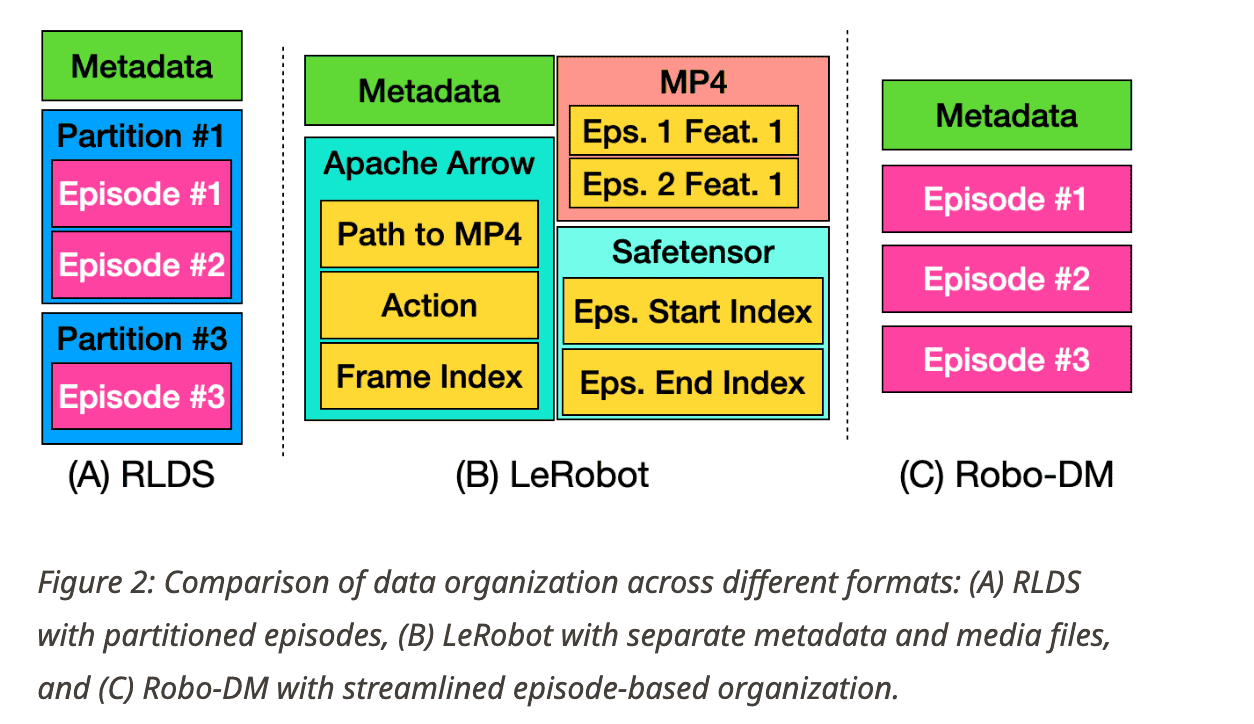 Metadata
Partition #1
Episode #1
Episode #2
Partition #3
Episode #3
(A) RLDS
Metadata
Apache Arrow
Path to MP4
Action
Frame Index
MP4
Eps. 1 Feat. 1
Eps. 2 Feat. 1
Safetensor
Eps. Start Index
Eps. End Index
(B) LeRobot
Metadata
Episode #1
Episode #2
Episode #3
(C) Robo-DM
Figure 2: Comparison of data organization across different formats: (A) RLDS
with partitioned episodes, (B) LeRobot with separate metadata and media files,
and (C) Robo-DM with streamlined episode-based organization.